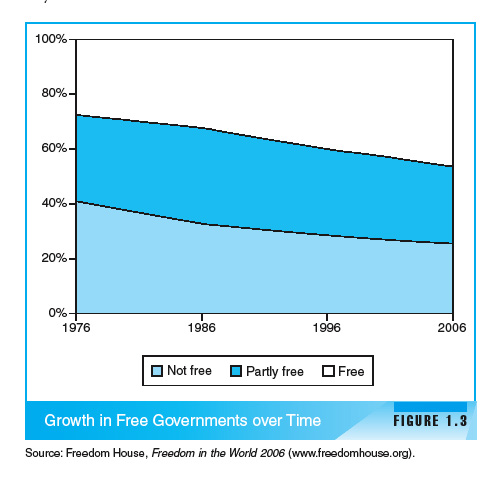 100%
80%
60%
40%
20%
0%
1976 1986 1996 2006
Not free Partly free Free
Growth in Free Governments over Time FIGURE 1.3
Source: Freedom House, Freedom in the World 2006 (www.freedomhouse.org).